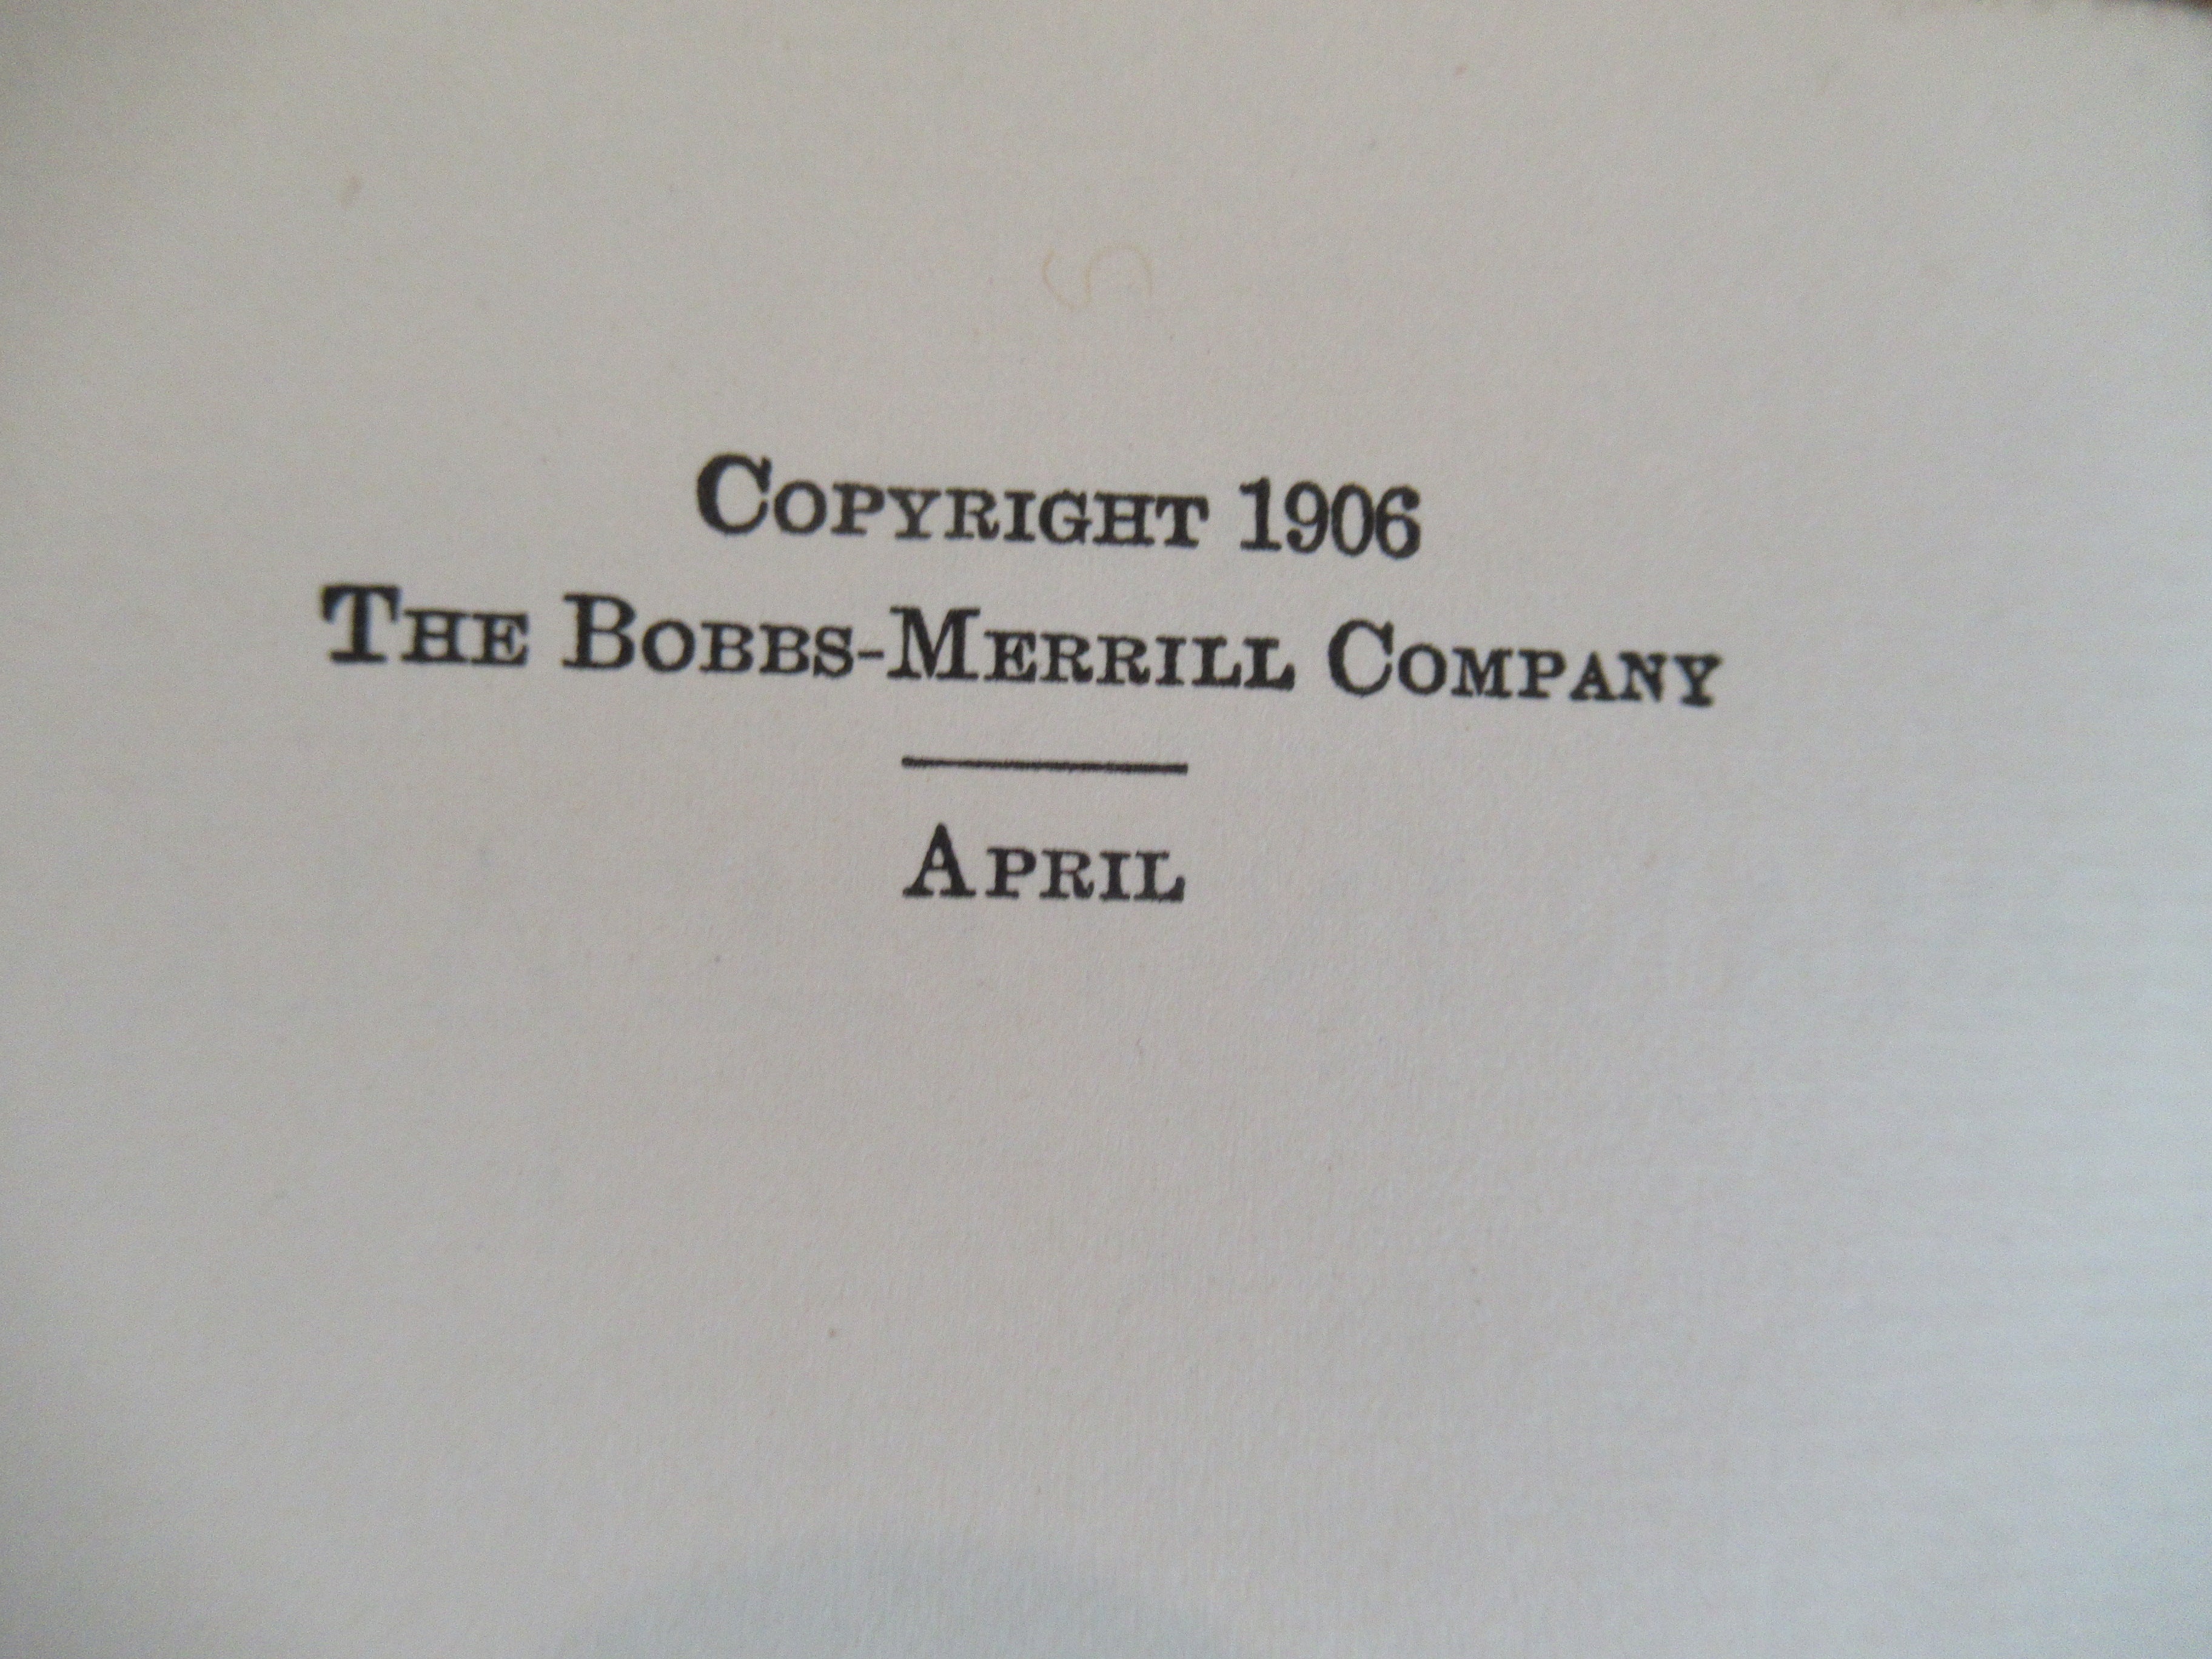 COPYRIGHT 1906
THE BOBBS-MERRILL COMPANY
APRIL